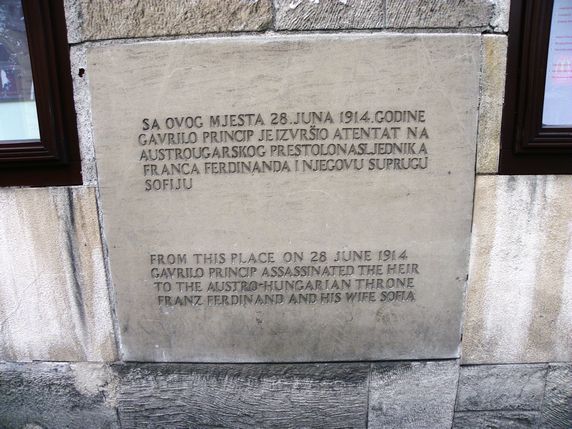 SA OVOG MJESTA 28.JUNA 1914.GODINE
GAVRILO PRINCIP JE IZVRŠIO ATENTAT NA
AUSTROUGARSKOG PRESTOLONASLJEDNIKA
FRANCA FERDINANDA I NJEGOVU SUPRUGU
SOFIJU
FROM THIS PLACE ON 28 JUNE 1914
GAVRILO PRINCIP ASSASSINATED THE HEIR
TO THE AUSTRO-HUNGARIAN THRONE
FRANZ FERDINAND AND HIS WIFE SOFIA